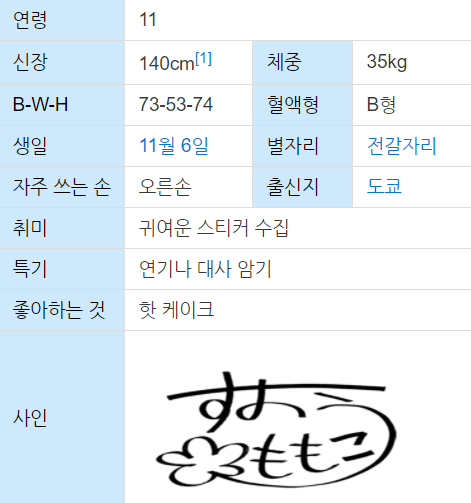 연령 11
신장 140cm[1] 체중 35kg
B-W-H 73-53-74 혈액형 B형
생일 11월 6일 별자리 전갈자리
자주 쓰는 손 오른손 출신지 도쿄
취미 귀여운 스티커 수집
특기 연기나 대사 암기
좋아하는 것 핫 케이크
사인
すおう
ももこ